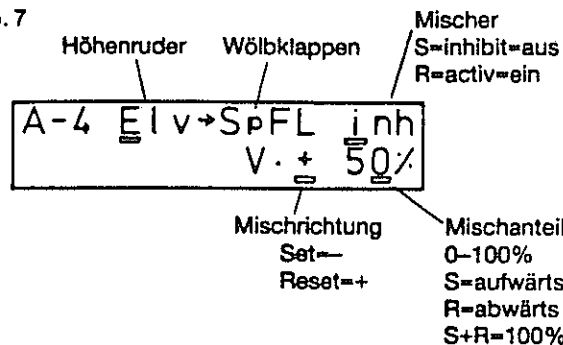 .7
Mischer
Höhenruder Wölbklappen S=inhibit=aus
R=activ=ein
A-4 Elv→SpFL inh
V.+ 50%
Mischrichtung Mischanteil
Set=– 0–100%
Reset=+ S=aufwärts
R=abwärts
S+R=100%